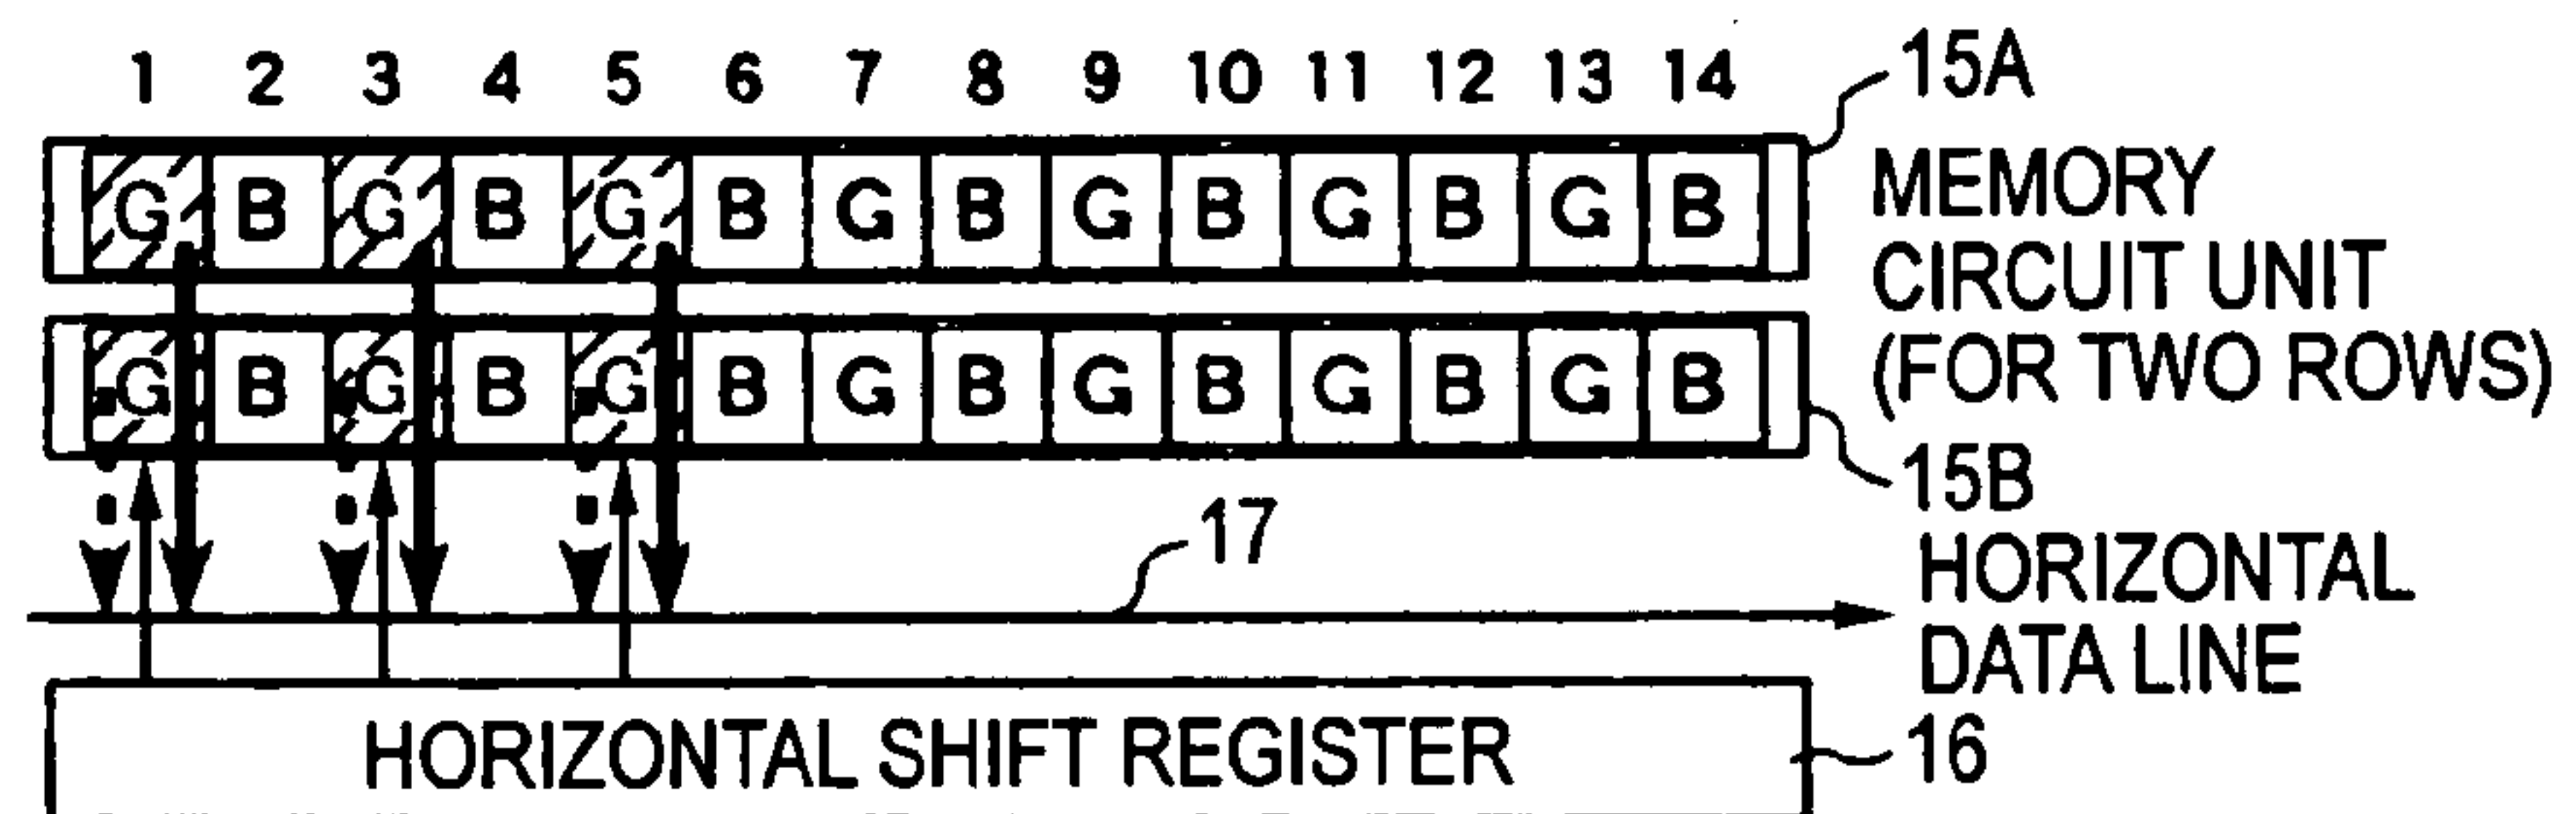 1 2 3 4 5 6 7 8 9 10 11 12 13 14
15A
G B G B G B G B G B G B G B
MEMORY
CIRCUIT UNIT
(FOR TWO ROWS)
G B G B G B G B G B G B G B
15B
17
HORIZONTAL
DATA LINE
HORIZONTAL SHIFT REGISTER
16